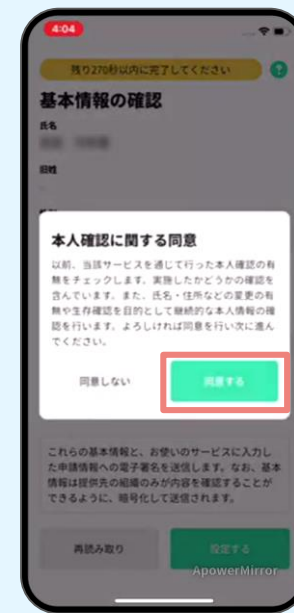 4:04
残り270秒以内に完了してください
?
基本情報の確認
氏名
旧姓
本人確認に関する同意
以前、当該サービスを通じて行った本人確認の有
無をチェックします。実施したかどうかの確認を
含んでいます。また、氏名・住所などの変更の有
無や生存確認を目的として継続的な本人情報の確
認を行います。よろしければ同意を行い次に進ん
でください。
同意しない
同意する
これらの基本情報と、お使いのサービスに入力し
た申請情報への電子署名を送信します。なお、基本
情報は提供先の組織のみが内容を確認することが
できるように、暗号化して送信されます。
再読み取り
設定する
ApowerMirror